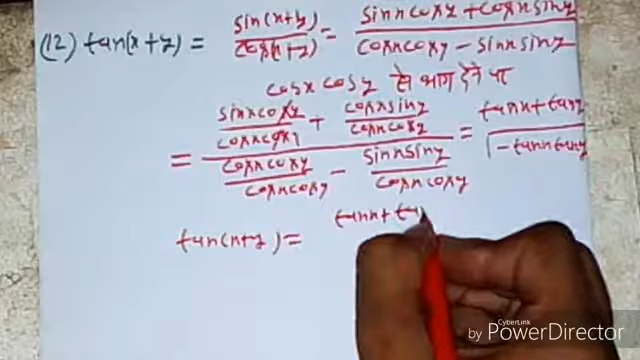 (12) tan(x+y) = sin(x+y)/cos(x+y) = sinx cosy + cosx siny / cosx cosy - sinx siny
cosx cosy से भाग देने पर
= sinx cosy/cosx cosy + cosx siny/cosx cosy / cosx cosy/cosx cosy - sinx siny/cosx cosy = tanx + tany / 1 - tanx tany
tan(x+y) = tanx + ta
CyberLink
by PowerDirector